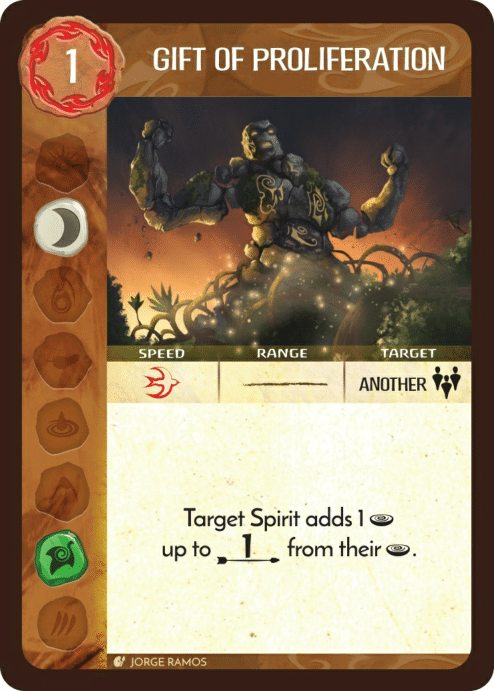 1
GIFT OF PROLIFERATION
SPEED RANGE TARGET
ANOTHER
Target Spirit adds 1
up to 1 from their .
JORGE RAMOS